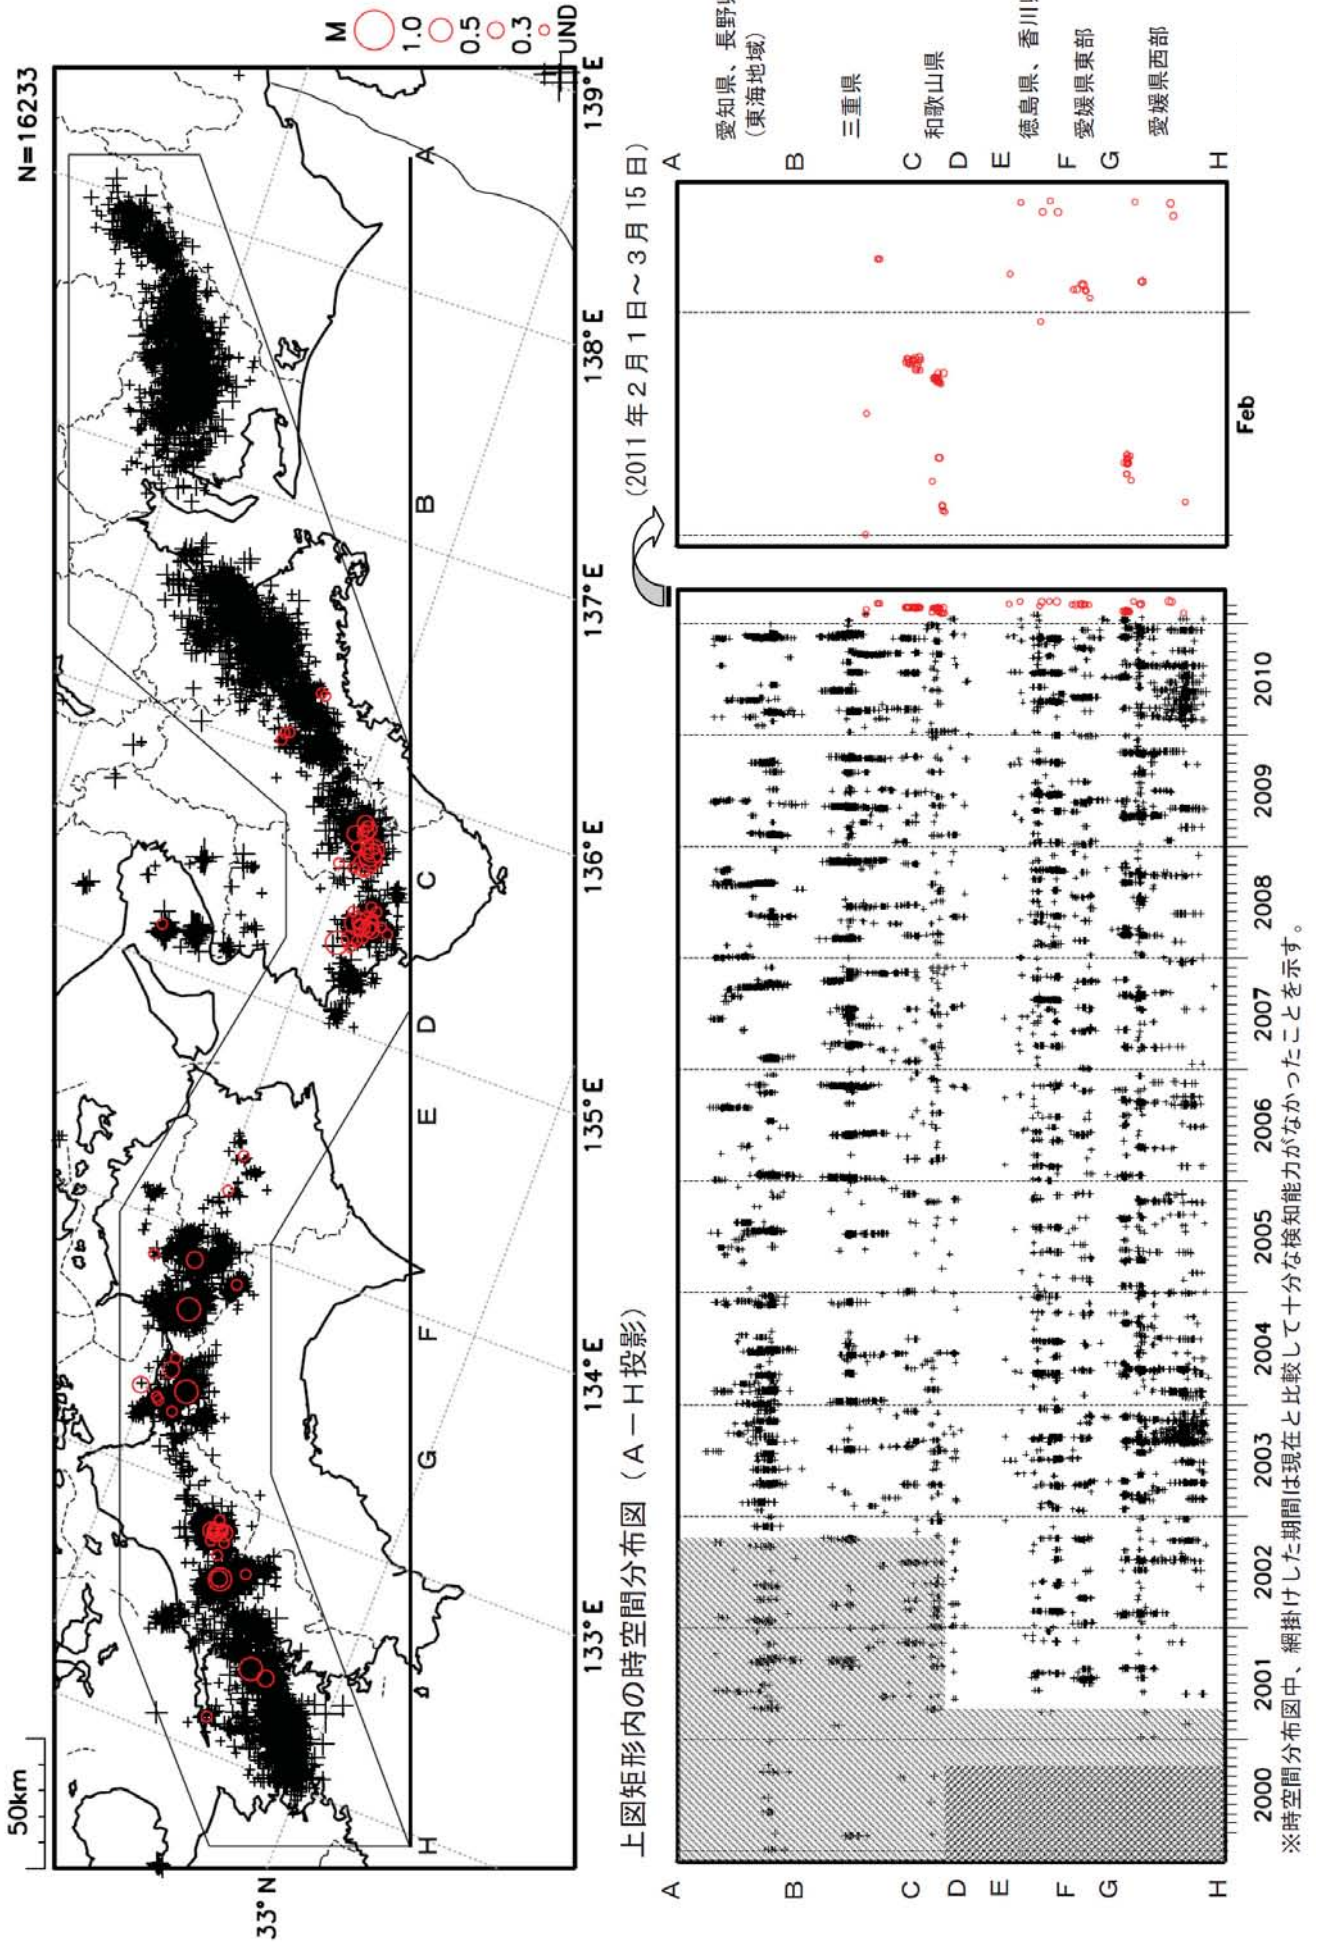 N=16233
50km
33°N
M
1.0
0.5
0.3
UND
H
G
F
E
D
C
B
A
133°E
134°E
135°E
136°E
137°E
138°E
139°E
上図矩形内の時空間分布図（A－H投影）
(2011年2月1日～3月15日)
A
B
C
D
E
F
G
H
2000
2001
2002
2003
2004
2005
2006
2007
2008
2009
2010
Feb
A
B
C
D
E
F
G
H
愛知県、長野
(東海地域)
三重県
和歌山県
徳島県、香川
愛媛県東部
愛媛県西部
※時空間分布図中、網掛けした期間は現在と比較して十分な検知能力がなかったことを示す。